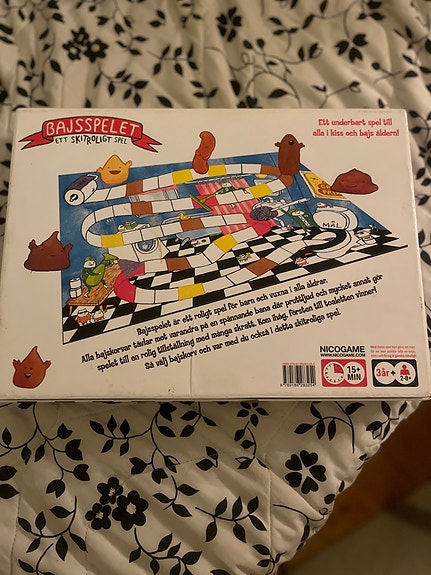 BAJSSPELET
ETT SKITROLIGT SPEL
Ett underbart spel till
alla i kiss och bajs åldern!
MÅL
Bajsspelet är ett roligt spel för barn och vuxna i alla åldrar.
Alla bajskorvar tävlar mot varandra på en spännande bana där pruttljud och mycket annat gör
spelet till en rolig tillställning med många skratt. Kom ihåg, försten till toaletten vinner!
Så välj bajskorv och var med du också i detta skitroliga spel.
NICOGAME
WWW.NICOGAME.COM
15+
MIN
3år+
2-8